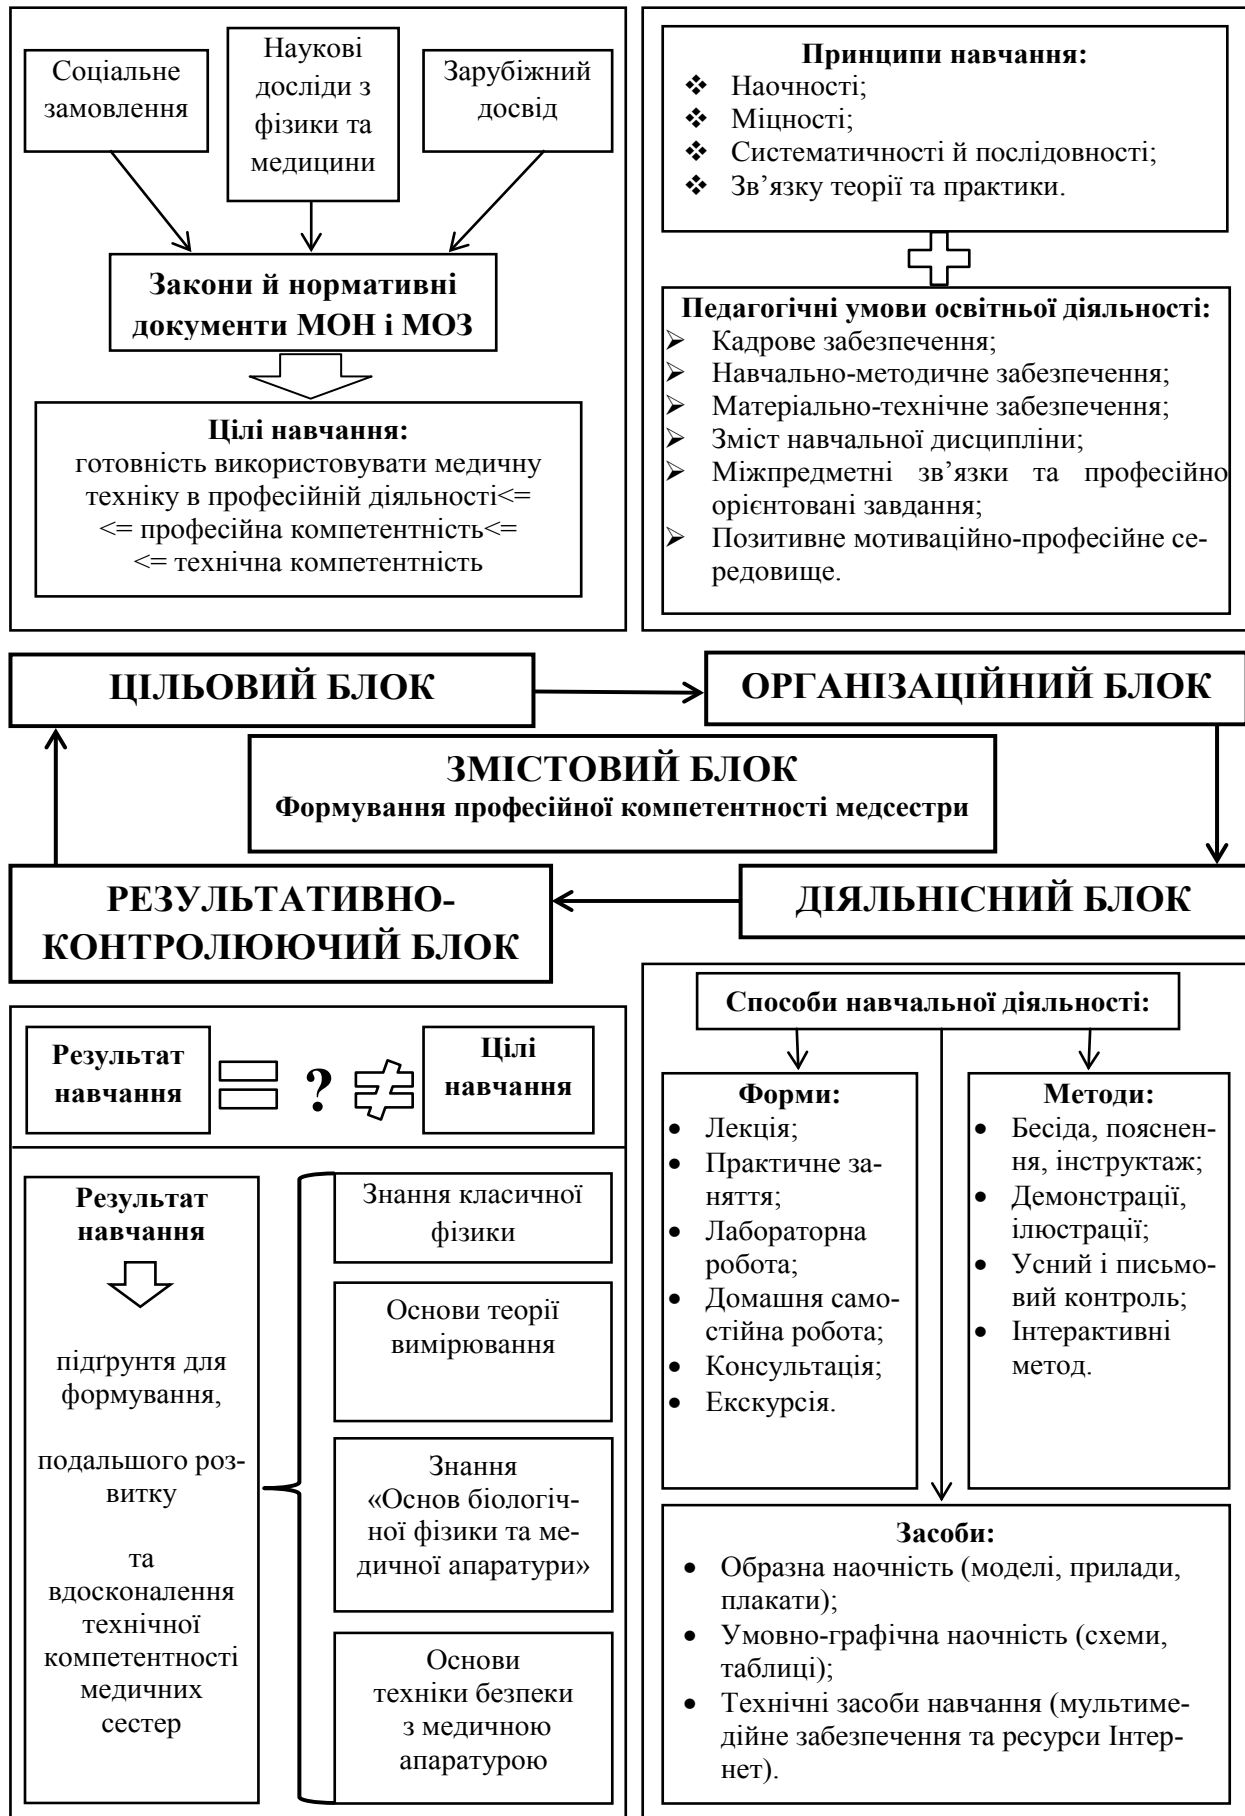 Соціальне
замовлення
Наукові
досліди з
фізики та
медицини
Зарубіжний
досвід
Закони й нормативні
документи МОН і МОЗ
Цілі навчання:
готовність використовувати медичну
техніку в професійній діяльності<=
<= професійна компетентність<=
<= технічна компетентність
Принципи навчання:
❖ Наочності;
❖ Міцності;
❖ Систематичності й послідовності;
❖ Зв’язку теорії та практики.
Педагогічні умови освітньої діяльності:
➢ Кадрове забезпечення;
➢ Навчально-методичне забезпечення;
➢ Матеріально-технічне забезпечення;
➢ Зміст навчальної дисципліни;
➢ Міжпредметні зв’язки та професійно
орієнтовані завдання;
➢ Позитивне мотиваційно-професійне се-
редовище.
ЦІЛЬОВИЙ БЛОК
ОРГАНІЗАЦІЙНИЙ БЛОК
ЗМІСТОВИЙ БЛОК
Формування професійної компетентності медсестри
РЕЗУЛЬТАТИВНО-
КОНТРОЛЮЮЧИЙ БЛОК
ДІЯЛЬНІСНИЙ БЛОК
Результат
навчання
= ? ≠
Цілі
навчання
Результат
навчання
підґрунтя для
формування,
подальшого роз-
витку
та
вдосконалення
технічної
компетентності
медичних
сестер
Знання класичної
фізики
Основи теорії
вимірювання
Знання
«Основ біологіч-
ної фізики та ме-
дичної апаратури»
Основи
техніки безпеки
з медичною
апаратурою
Способи навчальної діяльності:
Форми:
• Лекція;
• Практичне за-
няття;
• Лабораторна
робота;
• Домашня само-
стійна робота;
• Консультація;
• Екскурсія.
Методи:
• Бесіда, пояснен-
ня, інструктаж;
• Демонстрації,
ілюстрації;
• Усний і письмо-
вий контроль;
• Інтерактивні
метод.
Засоби:
• Образна наочність (моделі, прилади,
плакати);
• Умовно-графічна наочність (схеми,
таблиці);
• Технічні засоби навчання (мультиме-
дійне забезпечення та ресурси Інтер-
нет).